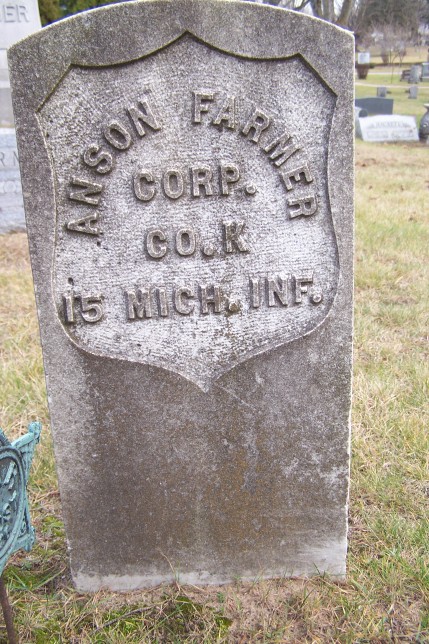 ANSON FARMER
CORP.
CO. K
15 MICH. INF.